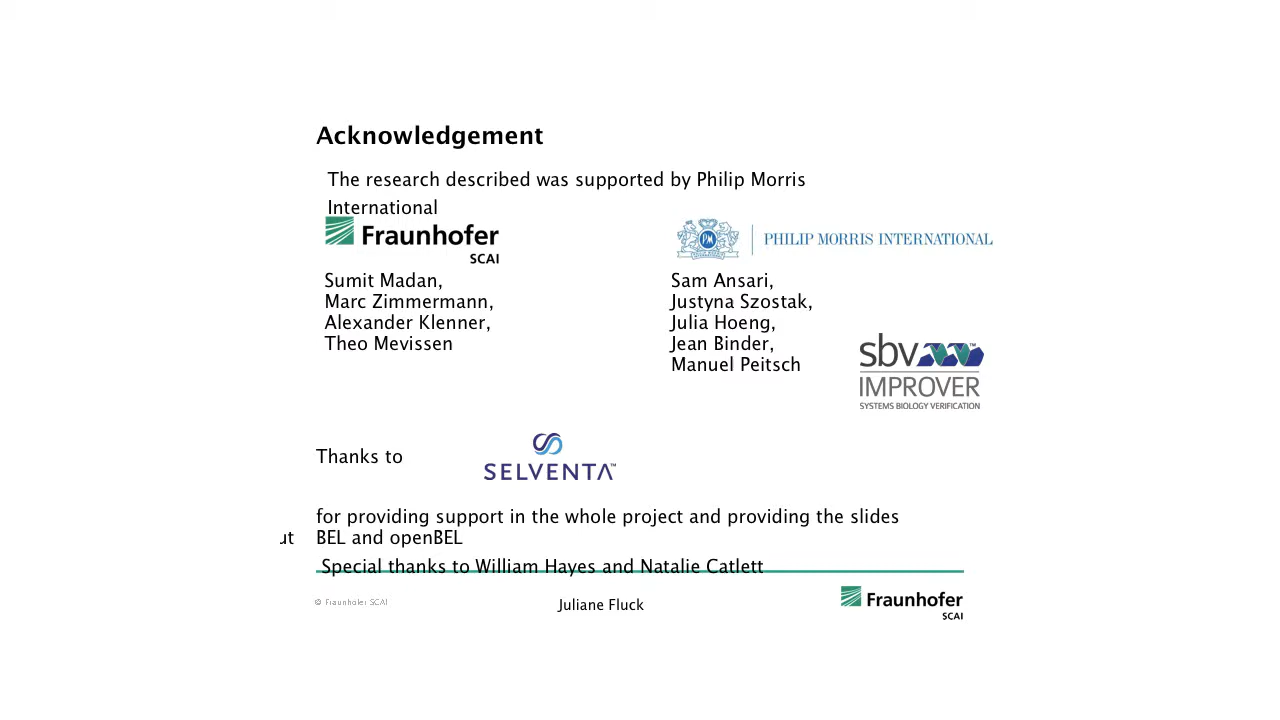 Acknowledgement
The research described was supported by Philip Morris
International
Fraunhofer
SCAI
Sumit Madan,
Marc Zimmermann,
Alexander Klenner,
Theo Mevissen
PHILIP MORRIS INTERNATIONAL
Sam Ansari,
Justyna Szostak,
Julia Hoeng,
Jean Binder,
Manuel Peitsch
sbv™
IMPROVER
SYSTEMS BIOLOGY VERIFICATION
Thanks to
SELVENTA™
for providing support in the whole project and providing the slides
ut BEL and openBEL
Special thanks to William Hayes and Natalie Catlett
© Fraunhofer SCAI
Juliane Fluck
Fraunhofer
SCAI